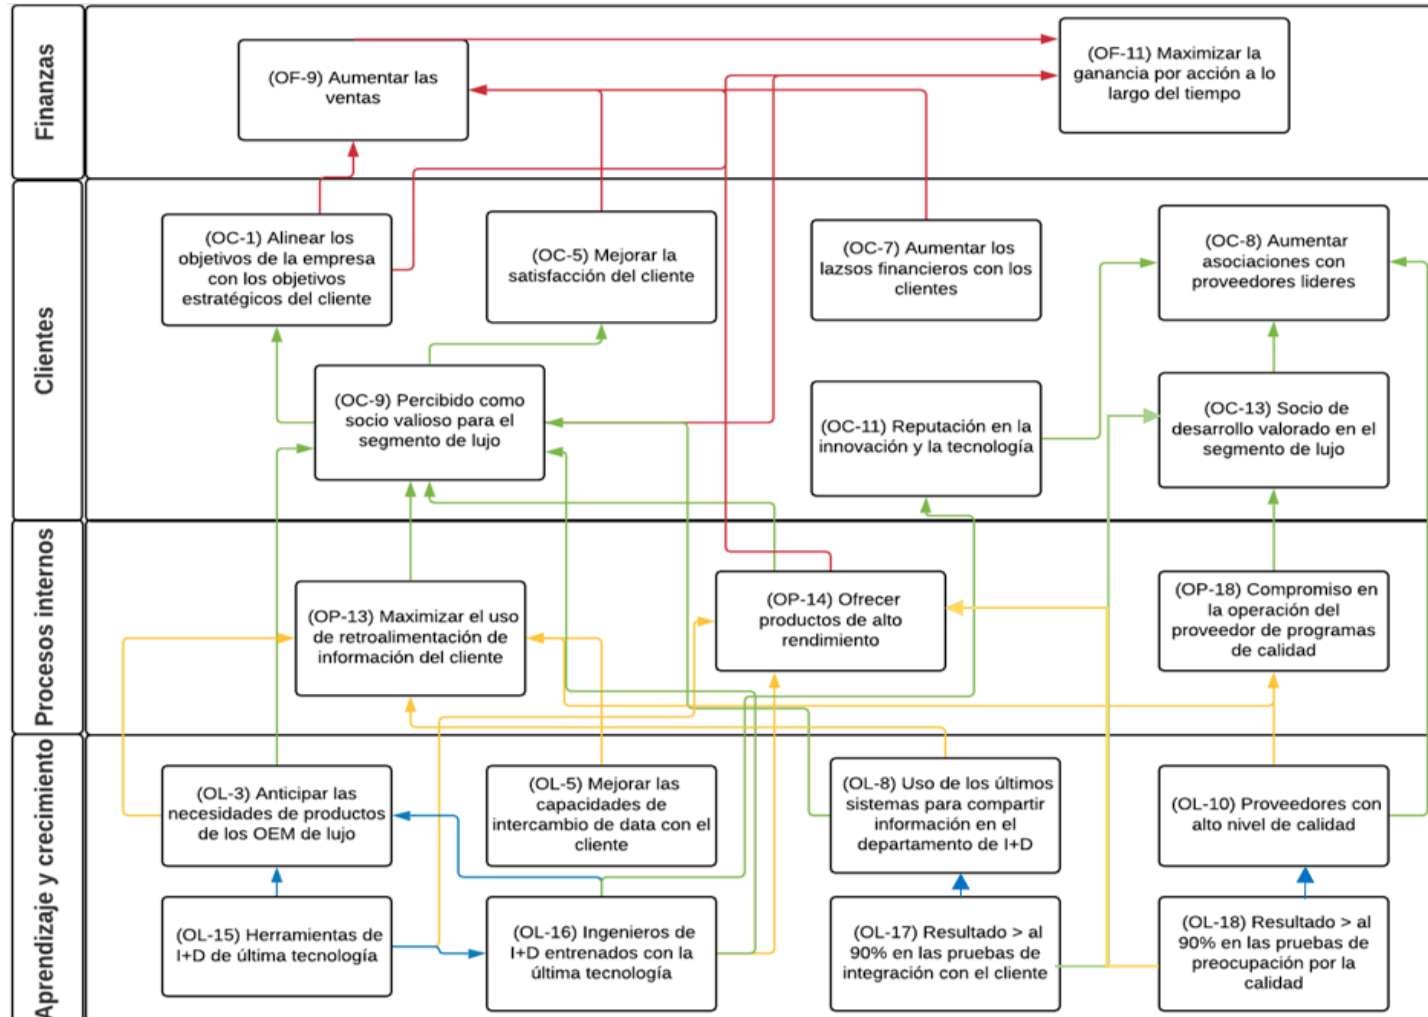 Finanzas
(OF-9) Aumentar las
ventas
(OF-11) Maximizar la
ganancia por acción a lo
largo del tiempo
Clientes
(OC-1) Alinear los
objetivos de la empresa
con los objetivos
estratégicos del cliente
(OC-5) Mejorar la
satisfacción del cliente
(OC-7) Aumentar los
lazsos financieros con los
clientes
(OC-8) Aumentar
asociaciones con
proveedores lideres
(OC-9) Percibido como
socio valioso para el
segmento de lujo
(OC-11) Reputación en la
innovación y la tecnología
(OC-13) Socio de
desarrollo valorado en el
segmento de lujo
Procesos internos
(OP-13) Maximizar el uso
de retroalimentación de
información del cliente
(OP-14) Ofrecer
productos de alto
rendimiento
(OP-18) Compromiso en
la operación del
proveedor de programas
de calidad
Aprendizaje y crecimiento
(OL-3) Anticipar las
necesidades de productos
de los OEM de lujo
(OL-5) Mejorar las
capacidades de
intercambio de data con el
cliente
(OL-8) Uso de los últimos
sistemas para compartir
información en el
departamento de I+D
(OL-10) Proveedores con
alto nivel de calidad
(OL-15) Herramientas de
I+D de última tecnología
(OL-16) Ingenieros de
I+D entrenados con la
última tecnología
(OL-17) Resultado > al
90% en las pruebas de
integración con el cliente
(OL-18) Resultado > al
90% en las pruebas de
preocupación por la
calidad